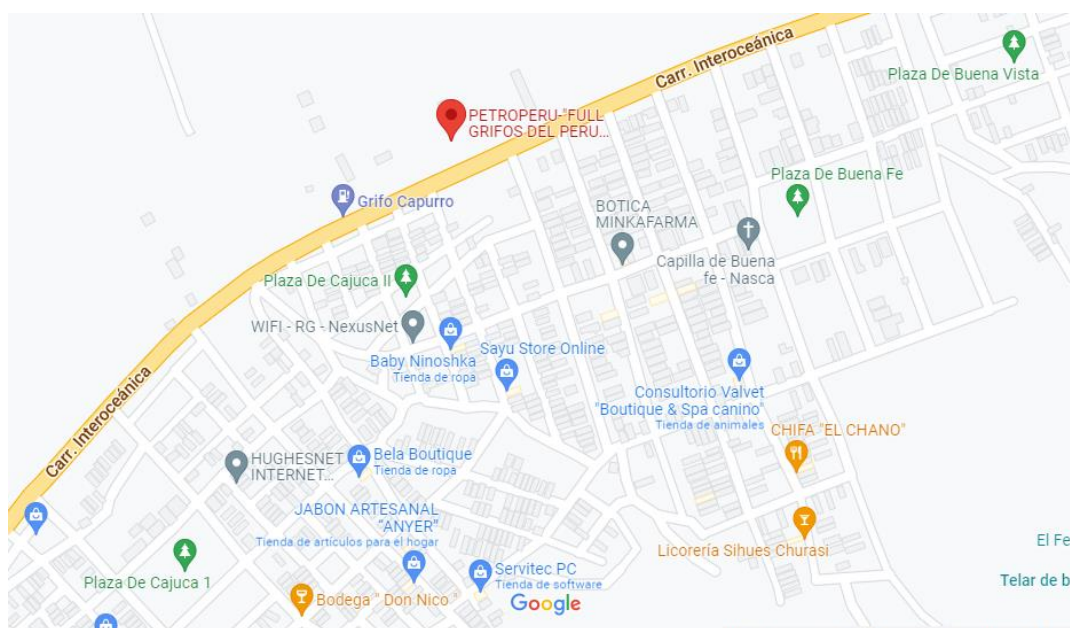 Carr. Interoceánica
Plaza De Buena Vista
PETROPERU-"FULL
GRIFOS DEL PERU...
Plaza De Buena Fe
Grifo Capurro
BOTICA
MINKAFARMA
Capilla de Buena
fe - Nasca
Plaza De Cajuca II
WIFI - RG - NexusNet
Baby Ninoshka
Tienda de ropa
Sayu Store Online
Consultorio Valvet
"Boutique & Spa canino"
Tienda de animales
Carr. Interoceánica
CHIFA "EL CHANO"
HUGHESNET
INTERNET...
Bela Boutique
Tienda de ropa
JABON ARTESANAL
"ANYER"
Tienda de artículos para el hogar
Licorería Sihues Churasi
El Fe
Plaza De Cajuca 1
Servitec PC
Tienda de software
Telar de b
Bodega " Don Nico "
Google